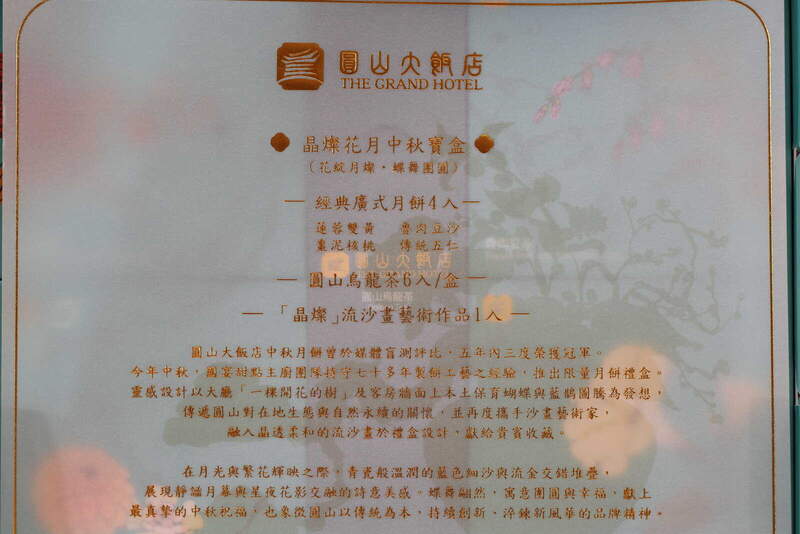 圓山大飯店
THE GRAND HOTEL
晶燦花月中秋寶盒
(花綻月燦・蝶舞團圓)
經典廣式月餅4入
蓮蓉雙黃 魯肉豆沙
棗泥核桃 傳統五仁
圓山大飯店
圓山烏龍茶6入/盒
圓山烏龍茶
「晶燦」流沙畫藝術作品1入
圓山大飯店中秋月餅曾於媒體盲測評比,五年內三度榮獲冠軍。
今年中秋,國宴甜點主廚團隊持守七十多年製餅工藝之經驗,推出限量月餅禮盒。
靈感設計以大廳「一棵開花的樹」及客房牆面上本土保育蝴蝶與藍鵲團騰為發想,
傳遞圓山對在地生態與自然永續的關懷,並再度攜手沙畫藝術家,
融入晶透柔和的流沙畫於禮盒設計,獻給貴賓收藏。
在月光與繁花輝映之際,青瓷般溫潤的藍色細沙與流金交錯堆疊,
展現靜謐月幕與星夜花影交融的詩意美感。蝶舞翩然,寓意團圓與幸福,獻上
最真摯的中秋祝福,也象徵圓山以傳統為本,持續創新、淬鍊新風華的品牌精神。